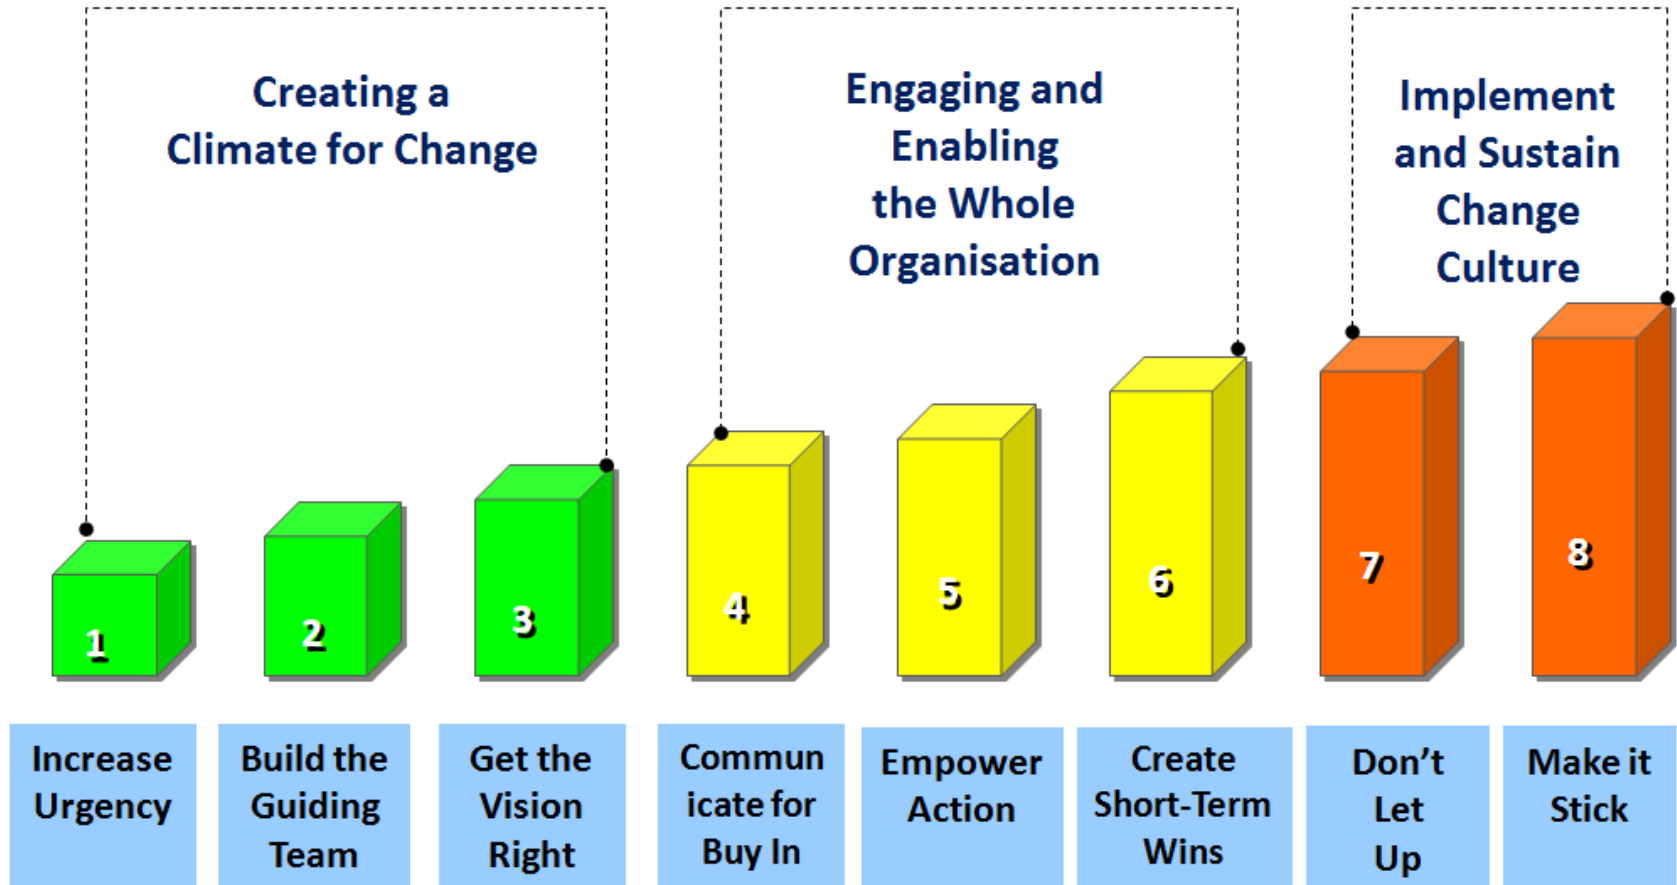 Creating a
Climate for Change
Engaging and
Enabling
the Whole
Organisation
Implement
and Sustain
Change
Culture
1
2
3
4
5
6
7
8
Increase
Urgency
Build the
Guiding
Team
Get the
Vision
Right
Commun
icate for
Buy In
Empower
Action
Create
Short-Term
Wins
Don't
Let
Up
Make it
Stick